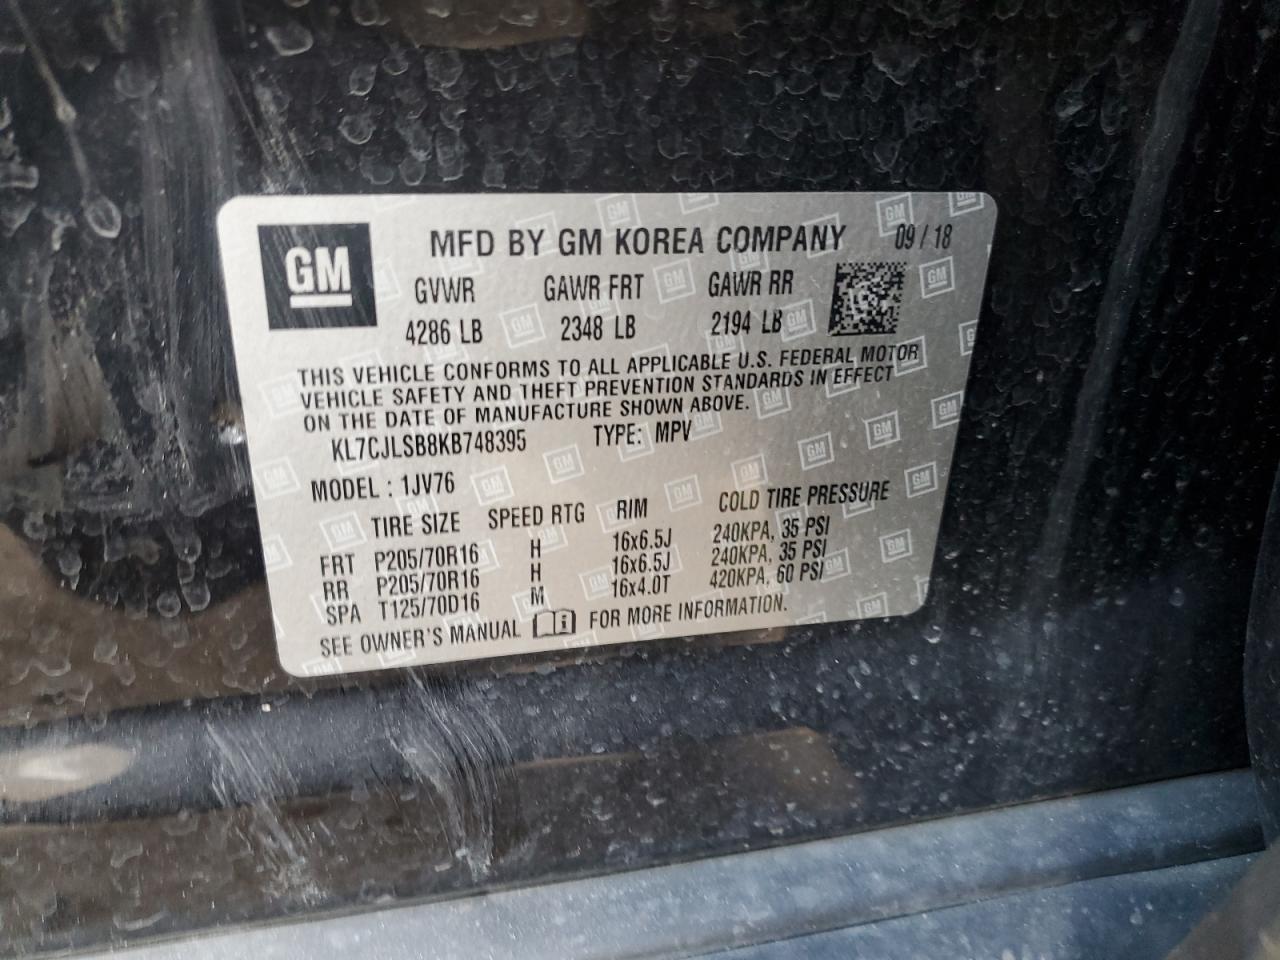 GM
MFD BY GM KOREA COMPANY 09 / 18
GVWR GAWR FRT GAWR RR
4286 LB 2348 LB 2194 LB
THIS VEHICLE CONFORMS TO ALL APPLICABLE U.S. FEDERAL MOTOR
VEHICLE SAFETY AND THEFT PREVENTION STANDARDS IN EFFECT
ON THE DATE OF MANUFACTURE SHOWN ABOVE.
KL7CJLSB8KB748395 TYPE: MPV
MODEL : 1JV76
TIRE SIZE SPEED RTG RIM COLD TIRE PRESSURE
FRT P205/70R16 H 16x6.5J 240KPA, 35 PSI
RR P205/70R16 H 16x6.5J 240KPA, 35 PSI
SPA T125/70D16 M 16x4.0T 420KPA, 60 PSI
SEE OWNER'S MANUAL i FOR MORE INFORMATION.